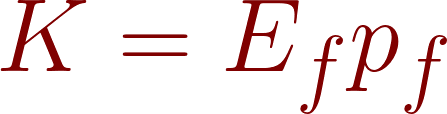 K = E_f p_f